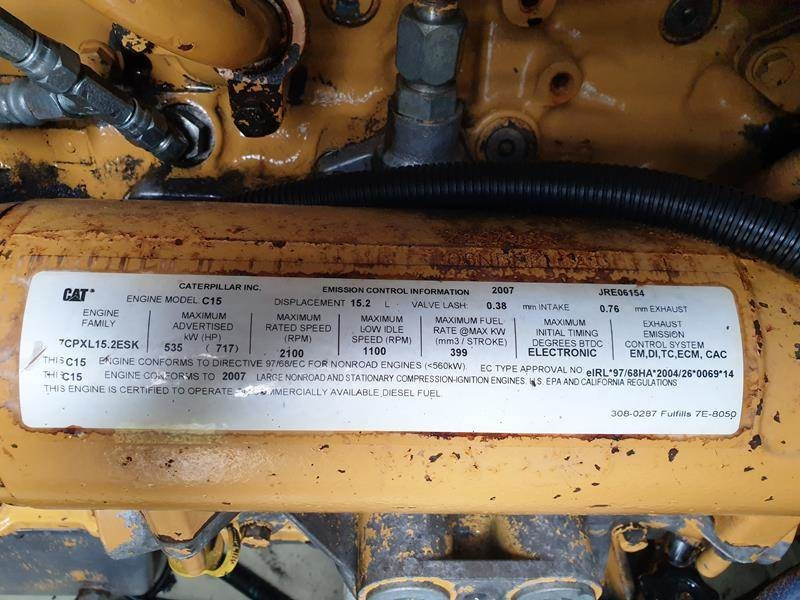 CAT CATERPILLAR INC. EMISSION CONTROL INFORMATION 2007 JRE06154
ENGINE MODEL C15 DISPLACEMENT 15.2 L VALVE LASH: 0.38 mm INTAKE 0.76 mm EXHAUST
ENGINE FAMILY MAXIMUM ADVERTISED kW (HP) MAXIMUM RATED SPEED (RPM) MAXIMUM LOW IDLE SPEED (RPM) MAXIMUM FUEL RATE @MAX KW (mm3 / STROKE) MAXIMUM INITIAL TIMING DEGREES BTDC EXHAUST EMISSION CONTROL SYSTEM
7CPXL15.2ESK 535 ( 717) 2100 1100 399 ELECTRONIC EM,DI,TC,ECM, CAC
THIS C15 ENGINE CONFORMS TO DIRECTIVE 97/68/EC FOR NONROAD ENGINES (<560kW). EC TYPE APPROVAL NO eIRL*97/68HA*2004/26*0069*14
THIS C15 ENGINE CONFORMS TO 2007 LARGE NONROAD AND STATIONARY COMPRESSION-IGNITION ENGINES, U.S. EPA AND CALIFORNIA REGULATIONS
ENGINE IS CERTIFIED TO OPERATE ON COMMERCIALLY AVAILABLE DIESEL FUEL.
308-0287 Fulfills 7E-8050